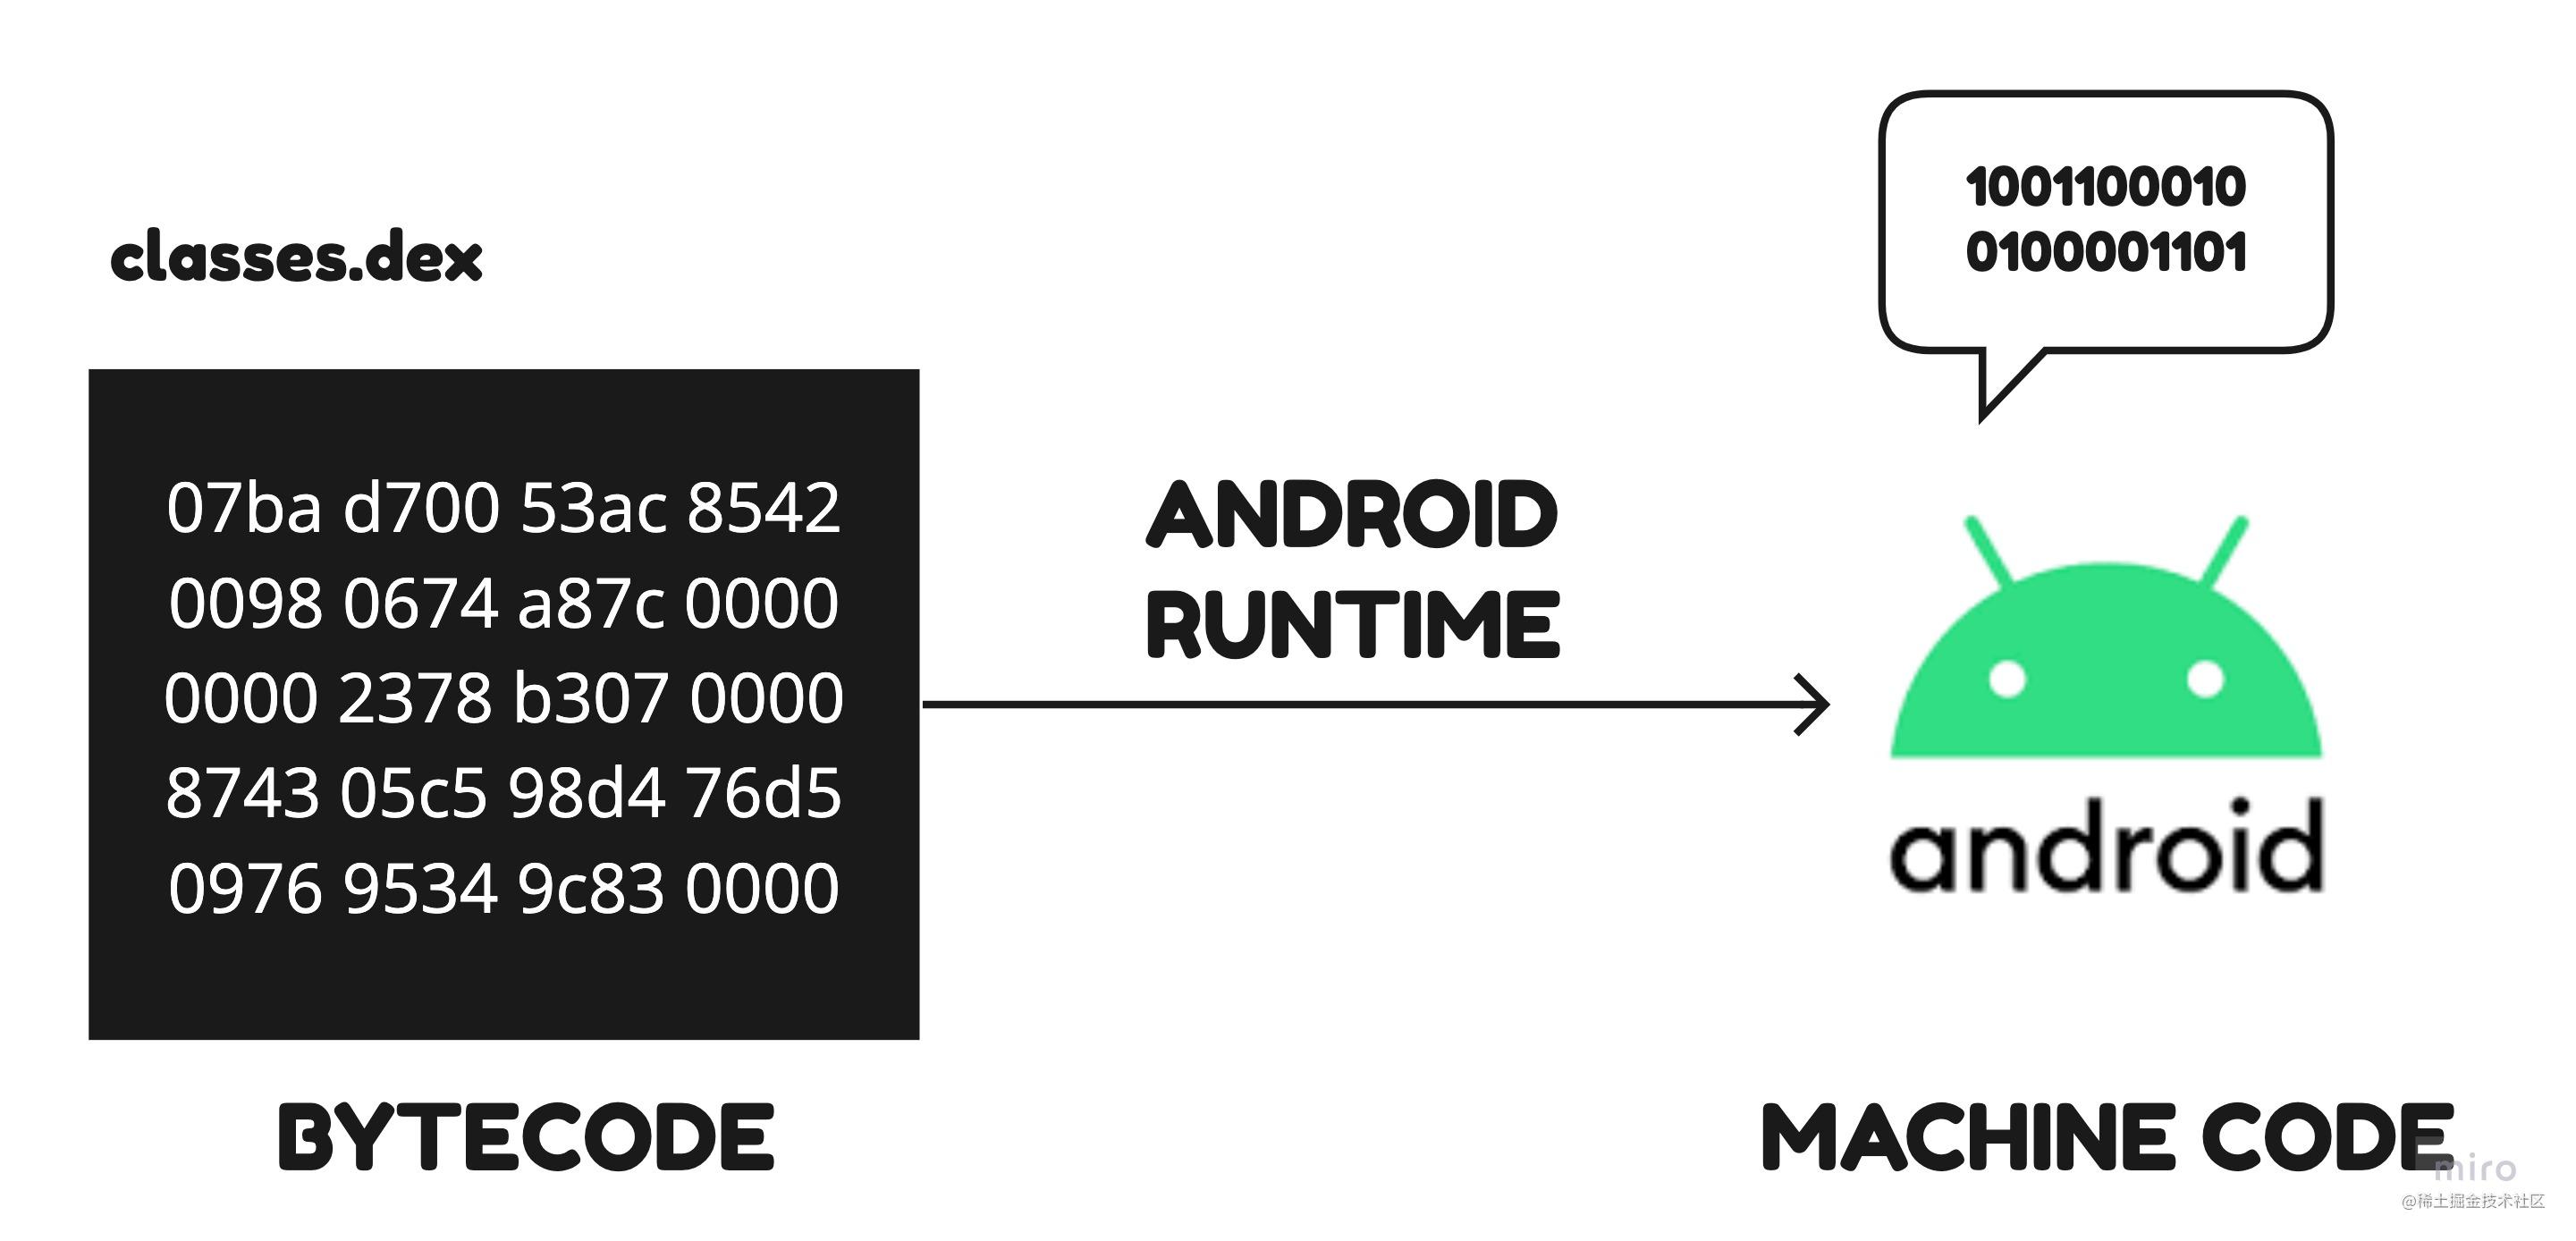 classes.dex
07ba d700 53ac 8542
0098 0674 a87c 0000
0000 2378 b307 0000
8743 05c5 98d4 76d5
0976 9534 9c83 0000
BYTECODE
ANDROID
RUNTIME
1001100010
0100001101
android
MACHINE CODE
miro
@稀土掘金技术社区